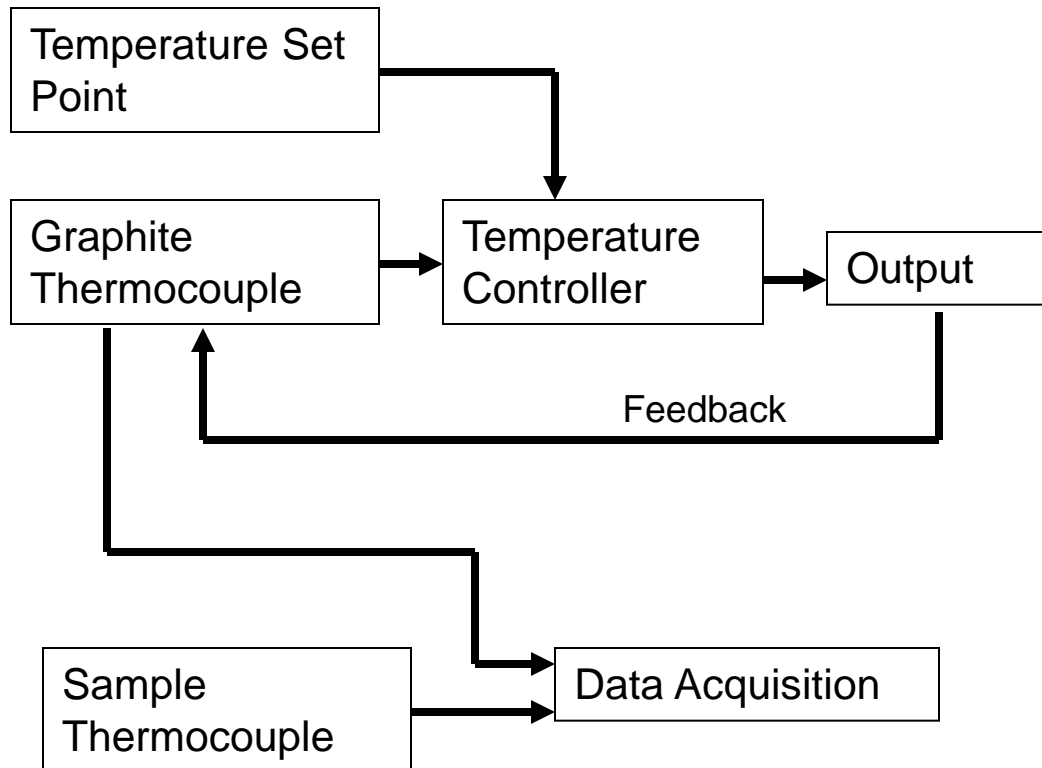 Temperature Set
Point
Graphite
Thermocouple
Temperature
Controller
Output
Feedback
Sample
Thermocouple
Data Acquisition